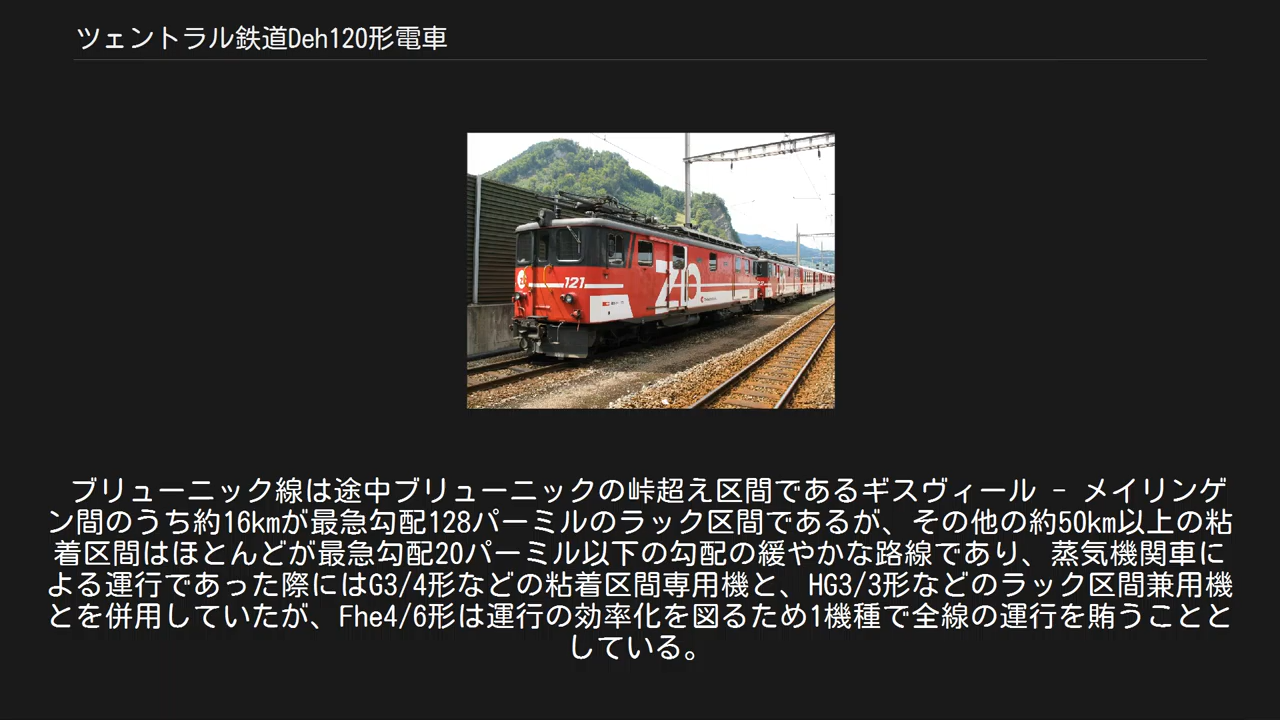 ツェントラル鉄道Deh120形電車
121
zb
ブリューニック線は途中ブリューニックの峠超え区間であるギスヴィール - メイリンゲ
ン間のうち約16kmが最急勾配128パーミルのラック区間であるが、その他の約50km以上の粘
着区間はほとんどが最急勾配20パーミル以下の勾配の緩やかな路線であり、蒸気機関車に
よる運行であった際にはG3/4形などの粘着区間専用機と、HG3/3形などのラック区間兼用機
とを併用していたが、Fhe4/6形は運行の効率化を図るため1機種で全線の運行を賄うことと
している。